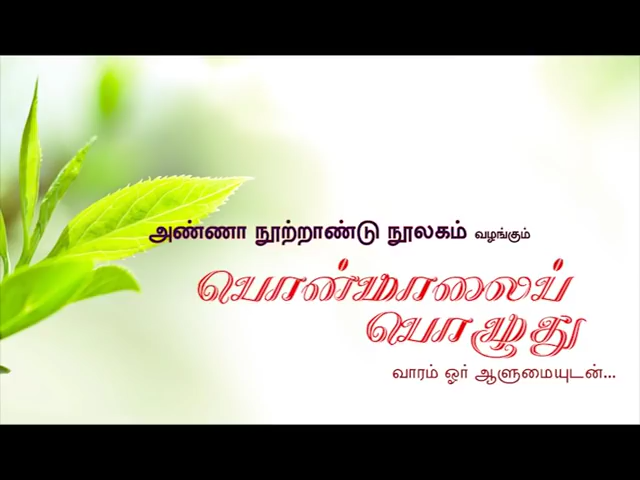 அண்ணா நூற்றாண்டு நூலகம் வழங்கும்
பொன்மாலைப்
பொழுது
வாரம் ஓர் ஆளுமையுடன்...